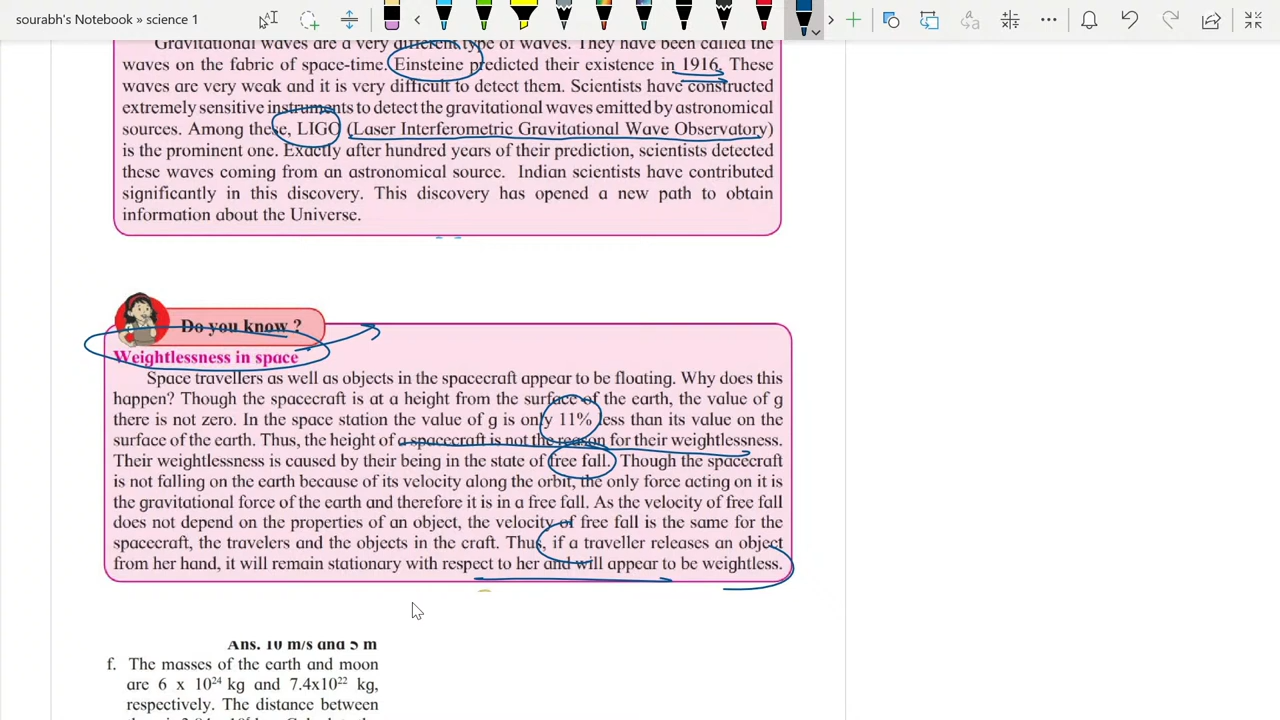 sourabh's Notebook » science 1
Gravitational waves are a very different type of waves. They have been called the
waves on the fabric of space-time. Einsteine predicted their existence in 1916. These
waves are very weak and it is very difficult to detect them. Scientists have constructed
extremely sensitive instruments to detect the gravitational waves emitted by astronomical
sources. Among these, LIGO (Laser Interferometric Gravitational Wave Observatory)
is the prominent one. Exactly after hundred years of their prediction, scientists detected
these waves coming from an astronomical source. Indian scientists have contributed
significantly in this discovery. This discovery has opened a new path to obtain
information about the Universe.
Do you know ?
Weightlessness in space
Space travellers as well as objects in the spacecraft appear to be floating. Why does this
happen? Though the spacecraft is at a height from the surface of the earth, the value of g
there is not zero. In the space station the value of g is only 11% less than its value on the
surface of the earth. Thus, the height of a spacecraft is not the reason for their weightlessness.
Their weightlessness is caused by their being in the state of free fall. Though the spacecraft
is not falling on the earth because of its velocity along the orbit, the only force acting on it is
the gravitational force of the earth and therefore it is in a free fall. As the velocity of free fall
does not depend on the properties of an object, the velocity of free fall is the same for the
spacecraft, the travelers and the objects in the craft. Thus, if a traveller releases an object
from her hand, it will remain stationary with respect to her and will appear to be weightless.
Ans. 10 m/s and 5 m
f. The masses of the earth and moon
are 6 x 10²⁴ kg and 7.4x10²² kg,
respectively. The distance between